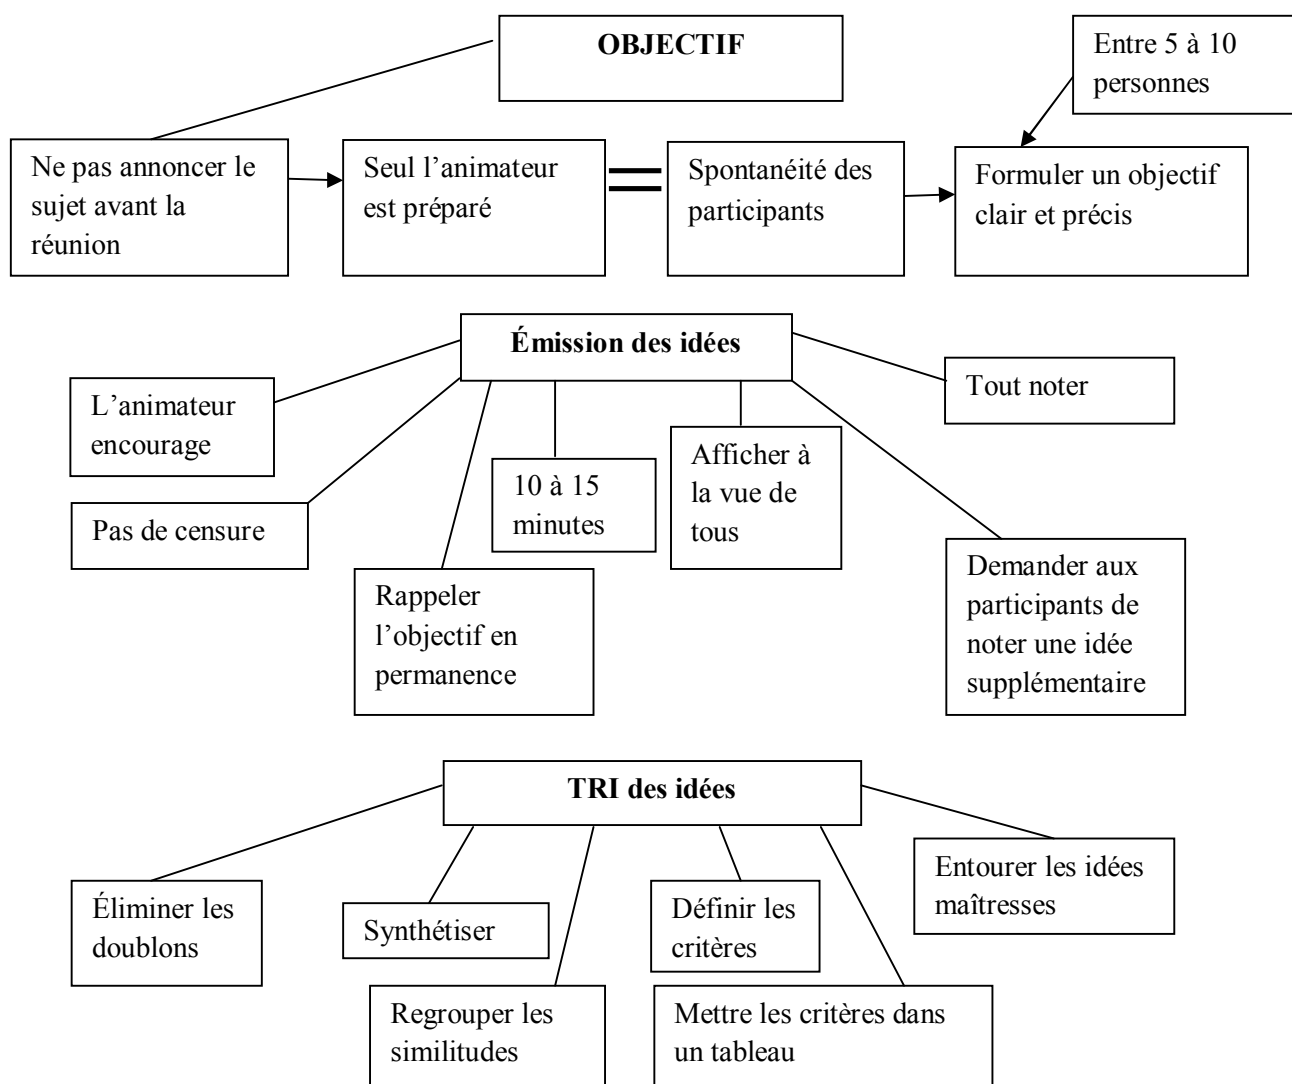 OBJECTIF
Entre 5 à 10
personnes
Ne pas annoncer le
sujet avant la
réunion
Seul l’animateur
est préparé
Spontanéité des
participants
Formuler un objectif
clair et précis
Émission des idées
L’animateur
encourage
Pas de censure
Rappeler
l’objectif en
permanence
10 à 15
minutes
Afficher à
la vue de
tous
Tout noter
Demander aux
participants de
noter une idée
supplémentaire
TRI des idées
Éliminer les
doublons
Synthétiser
Regrouper les
similitudes
Définir les
critères
Mettre les critères dans
un tableau
Entourer les idées
maîtresses